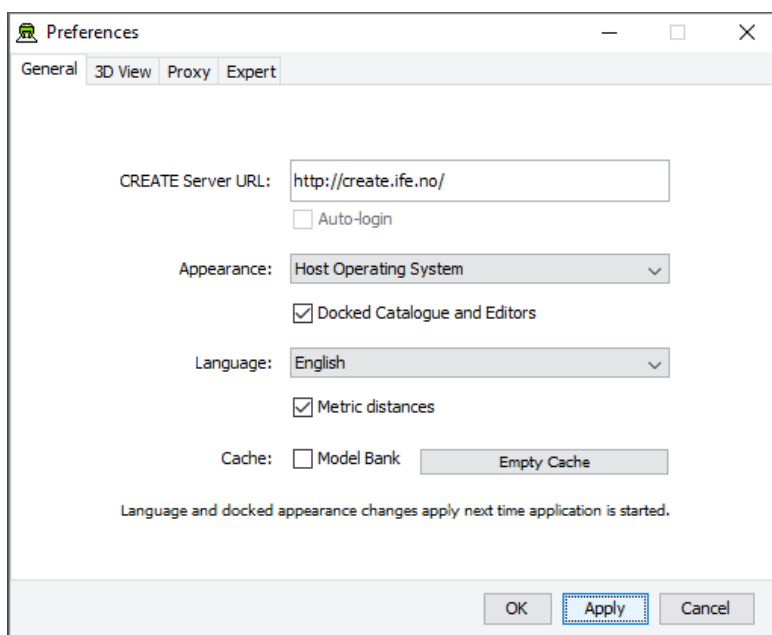 Preferences
General 3D View Proxy Expert
CREATE Server URL: http://create.ife.no/
Auto-login
Appearance: Host Operating System
Docked Catalogue and Editors
Language: English
Metric distances
Cache: Model Bank Empty Cache
Language and docked appearance changes apply next time application is started.
OK Apply Cancel